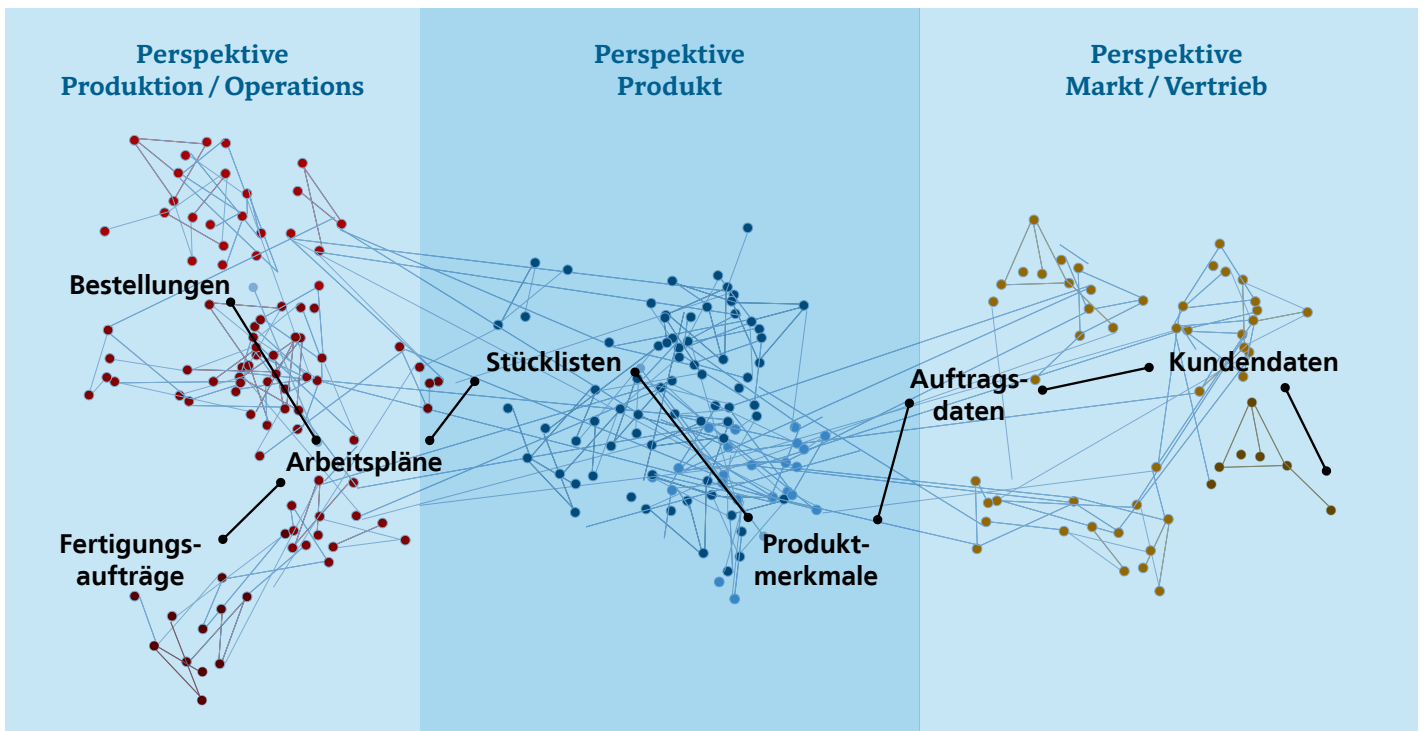 Perspektive
Produktion / Operations
Perspektive
Produkt
Perspektive
Markt / Vertrieb
Bestellungen
Arbeitspläne
Fertigungs-
aufträge
Stücklisten
Produkt-
merkmale
Auftrags-
daten
Kundendaten